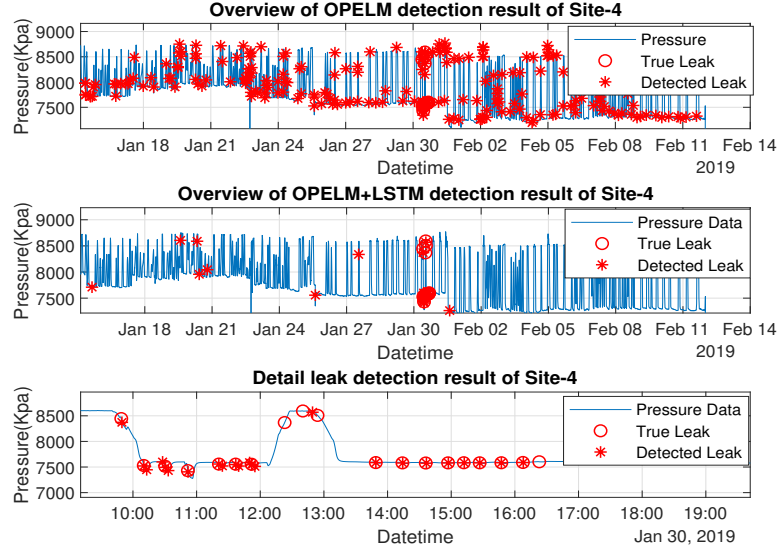 Overview of OPELM detection result of Site-4
Pressure(Kpa)
9000
8500
8000
7500
Pressure
True Leak
Detected Leak
Jan 18 Jan 21 Jan 24 Jan 27 Jan 30 Feb 02 Feb 05 Feb 08 Feb 11 Feb 14
Datetime
2019
Overview of OPELM+LSTM detection result of Site-4
Pressure(Kpa)
9000
8500
8000
7500
Pressure Data
True Leak
Detected Leak
Jan 18 Jan 21 Jan 24 Jan 27 Jan 30 Feb 02 Feb 05 Feb 08 Feb 11 Feb 14
Datetime
2019
Detail leak detection result of Site-4
Pressure(Kpa)
8500
8000
7500
7000
Pressure Data
True Leak
Detected Leak
10:00 11:00 12:00 13:00 14:00 15:00 16:00 17:00 18:00 19:00
Datetime
Jan 30, 2019